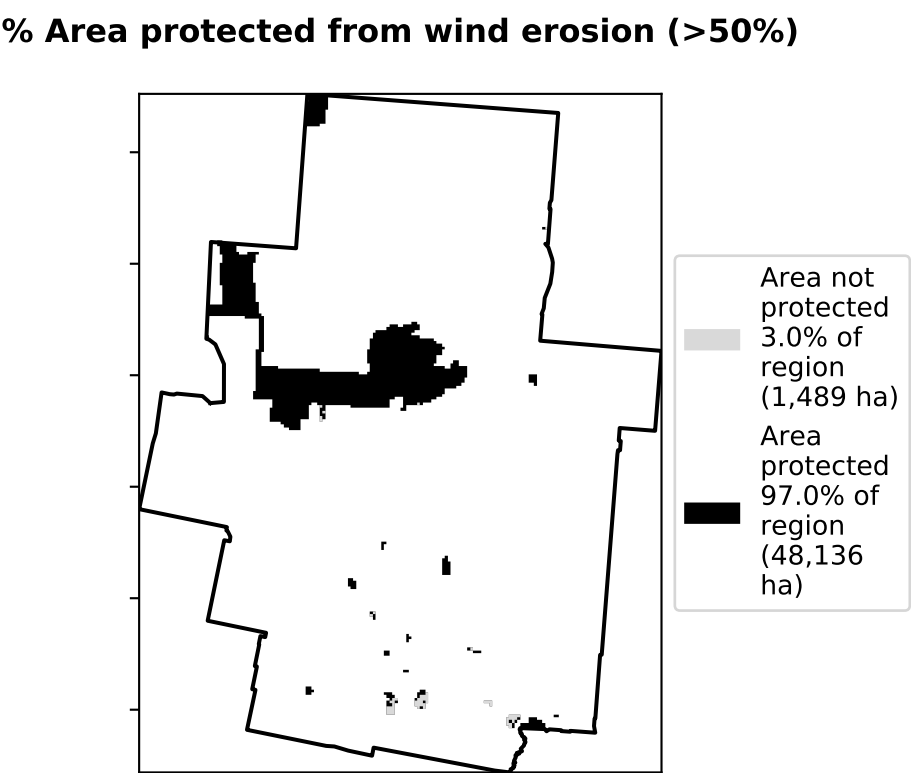 % Area protected from wind erosion (>50%)
Area not
protected
3.0% of
region
(1,489 ha)
Area
protected
97.0% of
region
(48,136
ha)